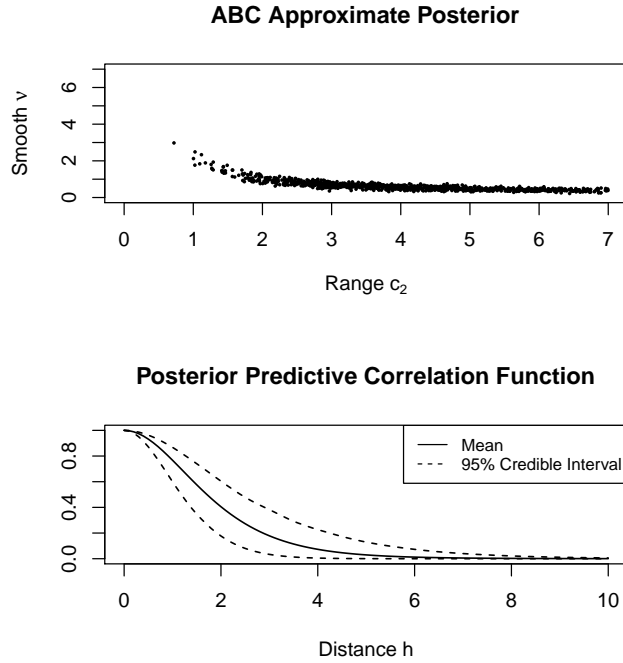 ABC Approximate Posterior
Smooth ν
6
4
2
0
0 1 2 3 4 5 6 7
Range c₂
Posterior Predictive Correlation Function
0.8
0.4
0.0
Mean
95% Credible Interval
0 2 4 6 8 10
Distance h